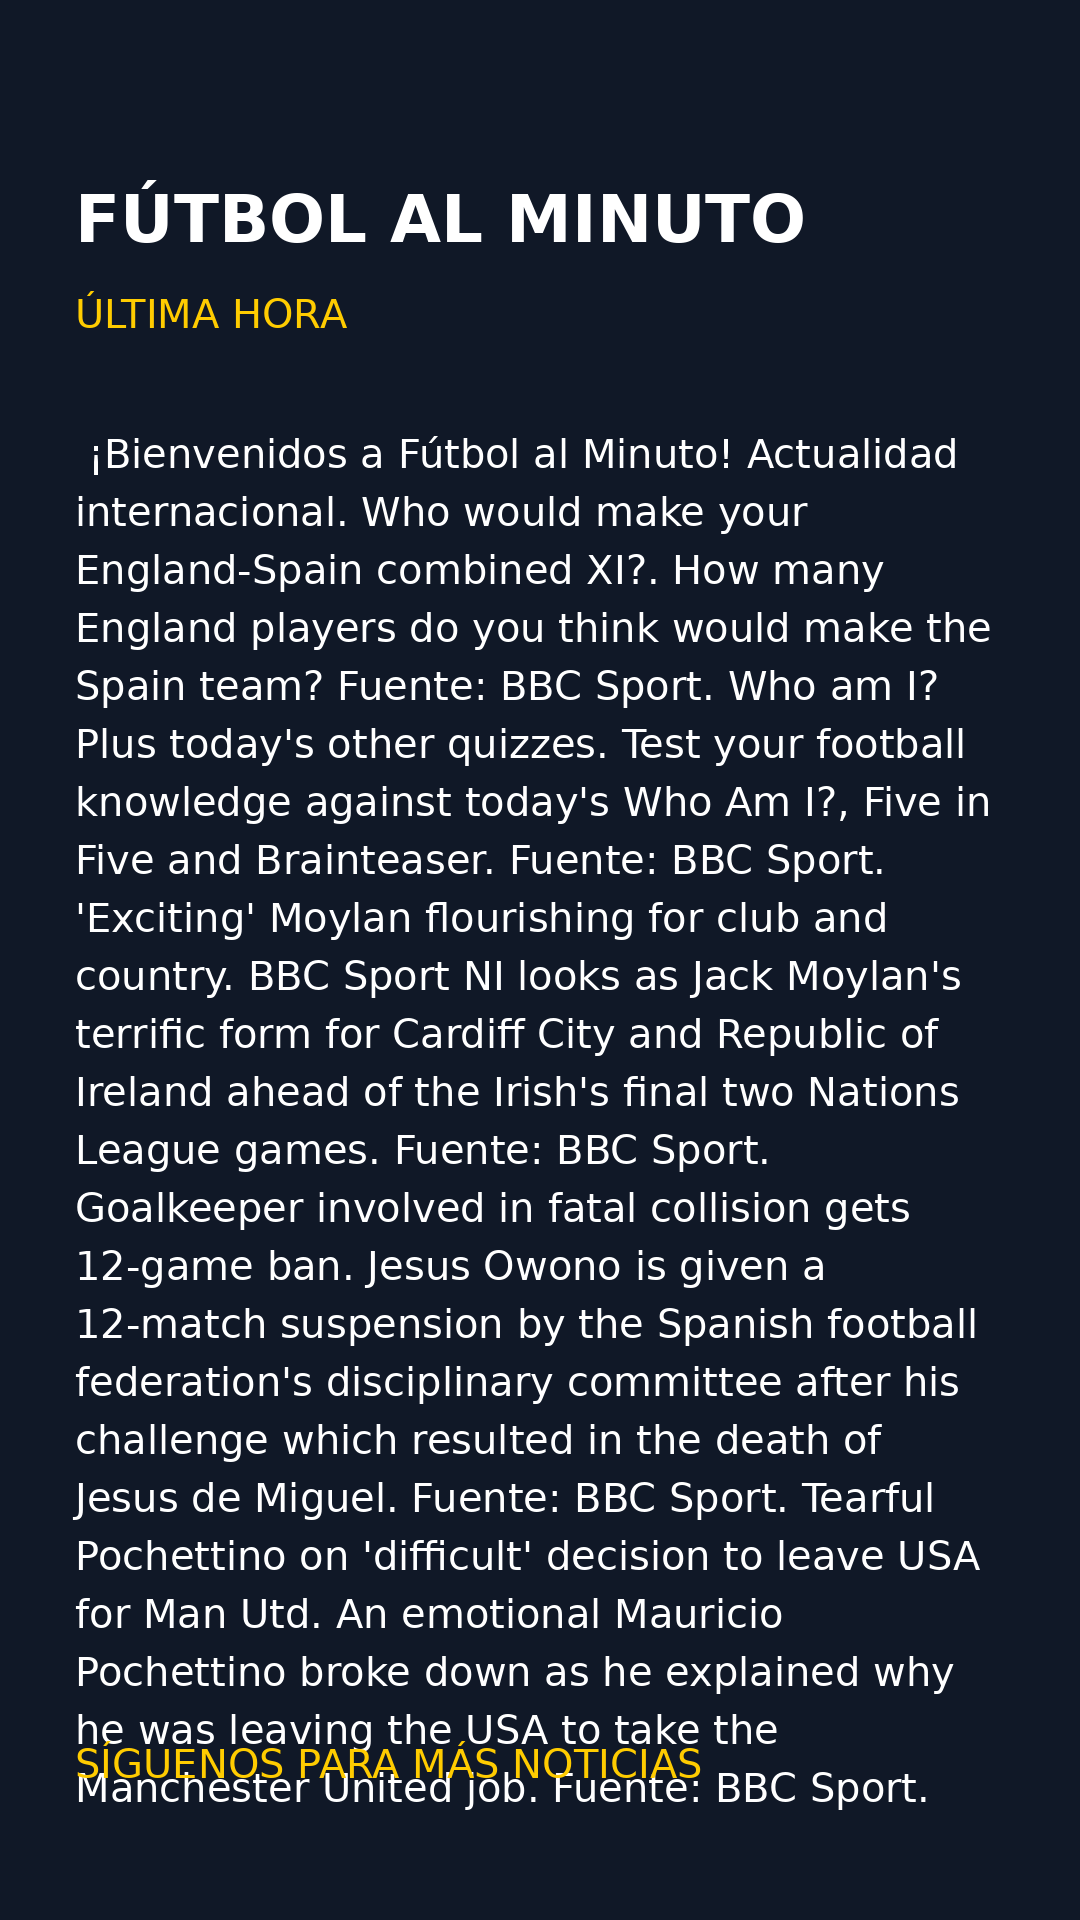 FÚTBOL AL MINUTO
ÚLTIMA HORA
¡Bienvenidos a Fútbol al Minuto! Actualidad
internacional. Who would make your
England-Spain combined XI?. How many
England players do you think would make the
Spain team? Fuente: BBC Sport. Who am I?
Plus today's other quizzes. Test your football
knowledge against today's Who Am I?, Five in
Five and Brainteaser. Fuente: BBC Sport.
'Exciting' Moylan flourishing for club and
country. BBC Sport NI looks as Jack Moylan's
terrific form for Cardiff City and Republic of
Ireland ahead of the Irish's final two Nations
League games. Fuente: BBC Sport.
Goalkeeper involved in fatal collision gets
12-game ban. Jesus Owono is given a
12-match suspension by the Spanish football
federation's disciplinary committee after his
challenge which resulted in the death of
Jesus de Miguel. Fuente: BBC Sport. Tearful
Pochettino on 'difficult' decision to leave USA
for Man Utd. An emotional Mauricio
Pochettino broke down as he explained why
he was leaving the USA to take the
SÍGUENOS PARA MÁS NOTICIAS
Manchester United job. Fuente: BBC Sport.